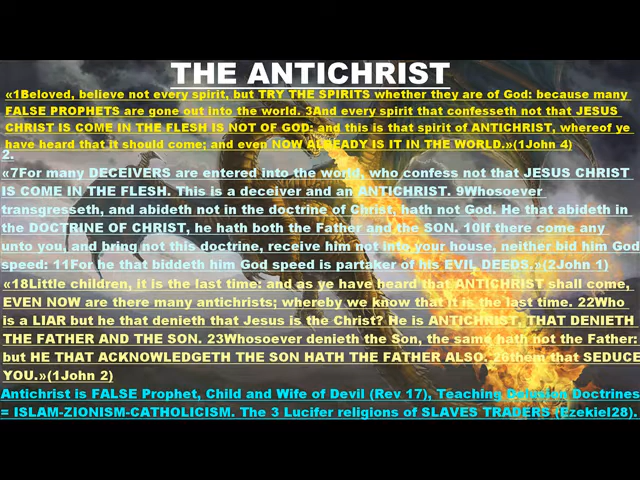 THE ANTICHRIST
«1Beloved, believe not every spirit, but TRY THE SPIRITS whether they are of God: because many
FALSE PROPHETS are gone out into the world. 3And every spirit that confesseth not that JESUS
CHRIST IS COME IN THE FLESH IS NOT OF GOD: and this is that spirit of ANTICHRIST, whereof ye
have heard that it should come; and even NOW ALREADY IS IT IN THE WORLD.»(1John 4)
2.
«7For many DECEIVERS are entered into the world, who confess not that JESUS CHRIST
IS COME IN THE FLESH. This is a deceiver and an ANTICHRIST. 9Whosoever
transgresseth, and abideth not in the doctrine of Christ, hath not God. He that abideth in
the DOCTRINE OF CHRIST, he hath both the Father and the SON. 10If there come any
unto you, and bring not this doctrine, receive him not into your house, neither bid him God
speed: 11For he that biddeth him God speed is partaker of his EVIL DEEDS.»(2John 1)
«18Little children, it is the last time: and as ye have heard that ANTICHRIST shall come,
EVEN NOW are there many antichrists; whereby we know that it is the last time. 22Who
is a LIAR but he that denieth that Jesus is the Christ? He is ANTICHRIST, THAT DENIETH
THE FATHER AND THE SON. 23Whosoever denieth the Son, the same hath not the Father:
but HE THAT ACKNOWLEDGETH THE SON HATH THE FATHER ALSO. 26them that SEDUCE
YOU.»(1John 2)
Antichrist is FALSE Prophet, Child and Wife of Devil (Rev 17), Teaching Delusion Doctrines
= ISLAM-ZIONISM-CATHOLICISM. The 3 Lucifer religions of SLAVES TRADERS (Ezekiel28).